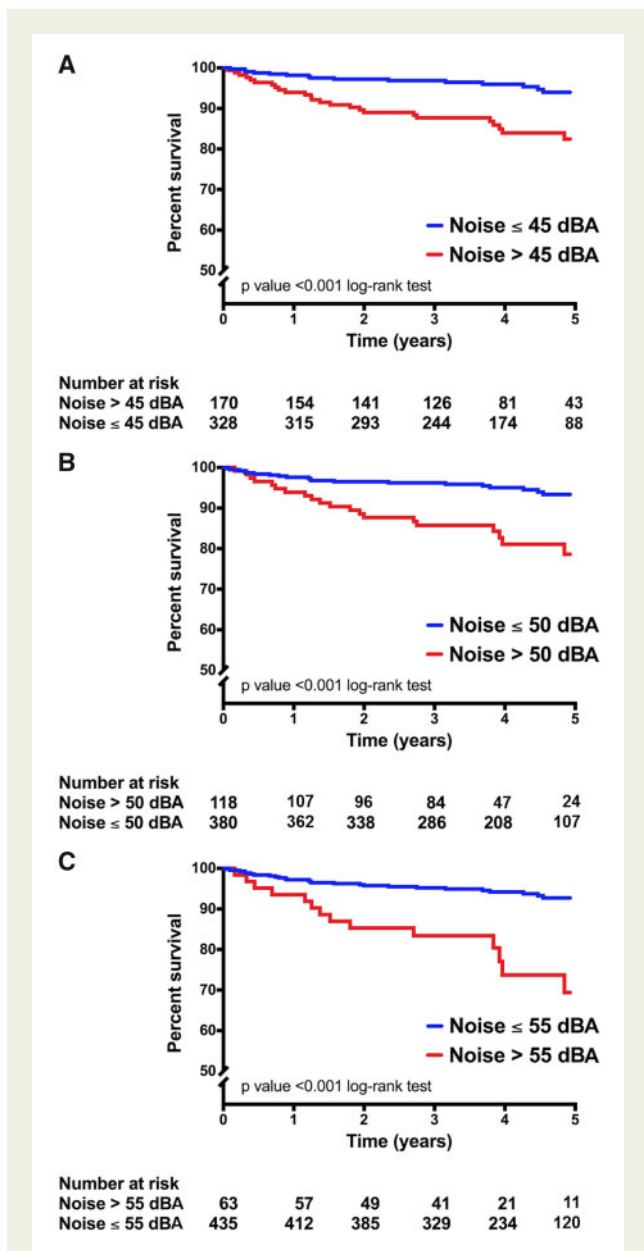 A
100
90
80
70
60
50
Percent survival
Noise ≤ 45 dBA
Noise > 45 dBA
p value <0.001 log-rank test
0 1 2 3 4 5
Time (years)
Number at risk
Noise > 45 dBA 170 154 141 126 81 43
Noise ≤ 45 dBA 328 315 293 244 174 88
B
100
90
80
70
60
50
Percent survival
Noise ≤ 50 dBA
Noise > 50 dBA
p value <0.001 log-rank test
0 1 2 3 4 5
Time (years)
Number at risk
Noise > 50 dBA 118 107 96 84 47 24
Noise ≤ 50 dBA 380 362 338 286 208 107
C
100
90
80
70
60
50
Percent survival
Noise ≤ 55 dBA
Noise > 55 dBA
p value <0.001 log-rank test
0 1 2 3 4 5
Time (years)
Number at risk
Noise > 55 dBA 63 57 49 41 21 11
Noise ≤ 55 dBA 435 412 385 329 234 120